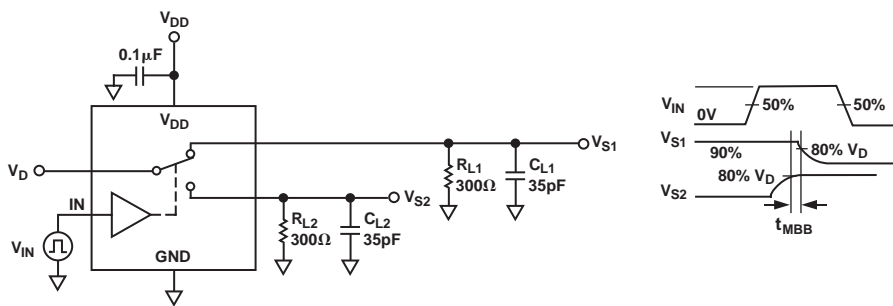 VDD
0.1μF
VDD
VD
IN
VIN
GND
VS1
RL1
300Ω
CL1
35pF
VS2
RL2
300Ω
CL2
35pF
VIN
0V
50%
50%
VS1
90%
80% VD
80% VD
VS2
tMBB